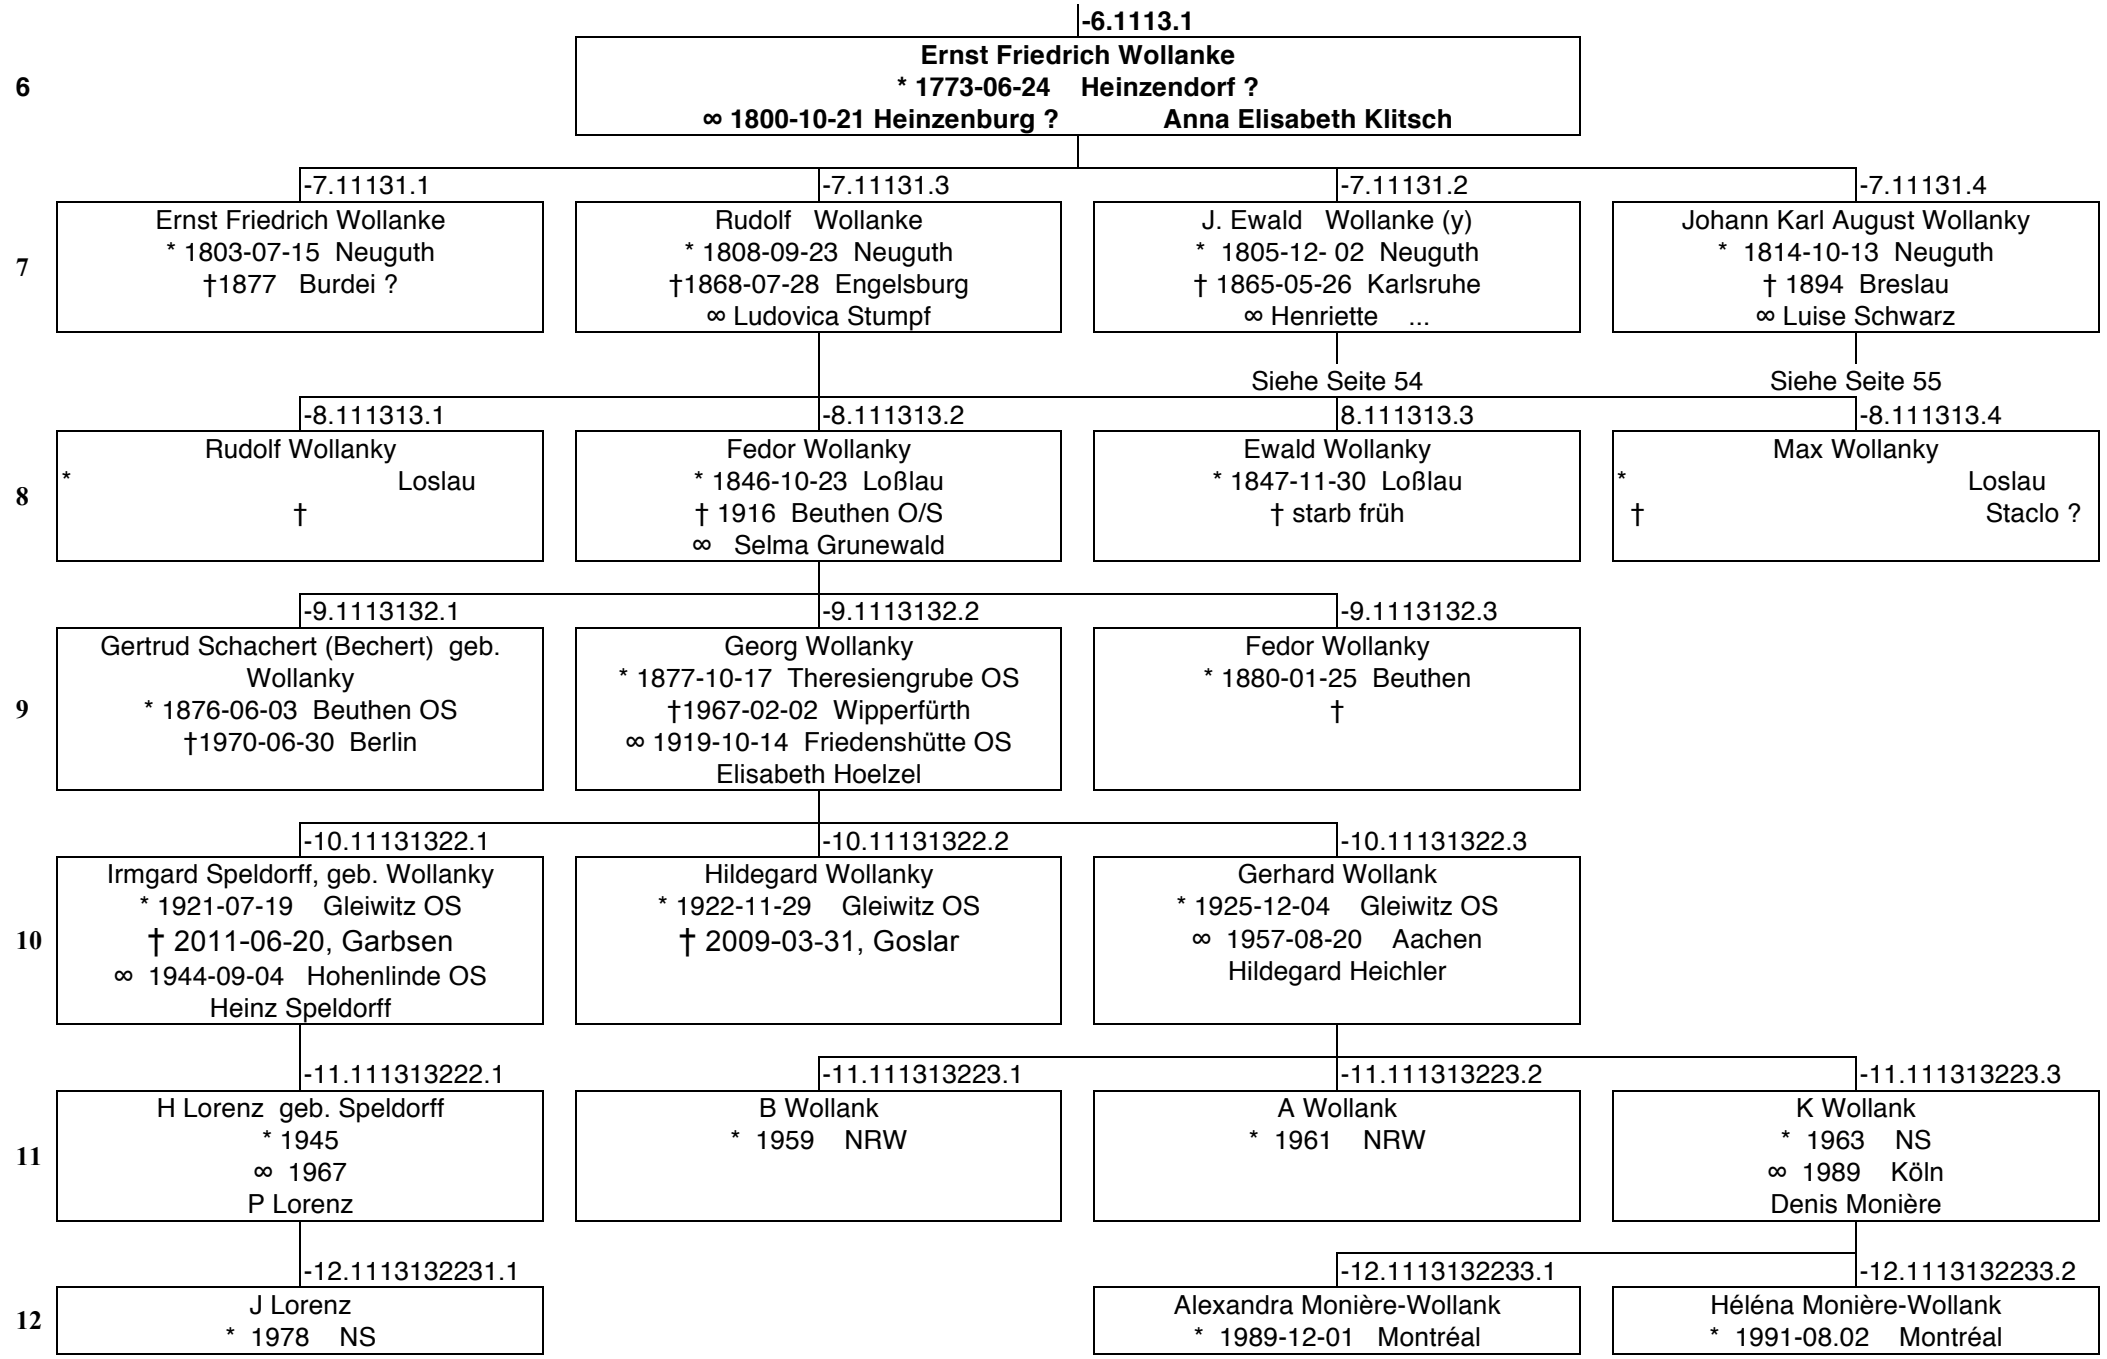 -6.1113.1
6
Ernst Friedrich Wollanke
* 1773-06-24 Heinzendorf ?
∞ 1800-10-21 Heinzenburg ? Anna Elisabeth Klitsch
7
-7.11131.1
Ernst Friedrich Wollanke
* 1803-07-15 Neuguth
†1877 Burdei ?
-7.11131.3
Rudolf Wollanke
* 1808-09-23 Neuguth
†1868-07-28 Engelsburg
∞ Ludovica Stumpf
-7.11131.2
J. Ewald Wollanke (y)
* 1805-12- 02 Neuguth
† 1865-05-26 Karlsruhe
∞ Henriette ...
Siehe Seite 54
-7.11131.4
Johann Karl August Wollanky
* 1814-10-13 Neuguth
† 1894 Breslau
∞ Luise Schwarz
Siehe Seite 55
8
-8.111313.1
Rudolf Wollanky
* Loslau
†
-8.111313.2
Fedor Wollanky
* 1846-10-23 Loßlau
† 1916 Beuthen O/S
∞ Selma Grunewald
8.111313.3
Ewald Wollanky
* 1847-11-30 Loßlau
† starb früh
-8.111313.4
Max Wollanky
* Loslau
† Staclo ?
9
-9.1113132.1
Gertrud Schachert (Bechert) geb.
Wollanky
* 1876-06-03 Beuthen OS
†1970-06-30 Berlin
-9.1113132.2
Georg Wollanky
* 1877-10-17 Theresiengrube OS
†1967-02-02 Wipperfürth
∞ 1919-10-14 Friedenshütte OS
Elisabeth Hoelzel
-9.1113132.3
Fedor Wollanky
* 1880-01-25 Beuthen
†
10
-10.11131322.1
Irmgard Speldorff, geb. Wollanky
* 1921-07-19 Gleiwitz OS
† 2011-06-20, Garbsen
∞ 1944-09-04 Hohenlinde OS
Heinz Speldorff
-10.11131322.2
Hildegard Wollanky
* 1922-11-29 Gleiwitz OS
† 2009-03-31, Goslar
-10.11131322.3
Gerhard Wollank
* 1925-12-04 Gleiwitz OS
∞ 1957-08-20 Aachen
Hildegard Heichler
11
-11.111313222.1
H Lorenz geb. Speldorff
* 1945
∞ 1967
P Lorenz
-11.111313223.1
B Wollank
* 1959 NRW
-11.111313223.2
A Wollank
* 1961 NRW
-11.111313223.3
K Wollank
* 1963 NS
∞ 1989 Köln
Denis Monière
12
-12.1113132231.1
J Lorenz
* 1978 NS
-12.1113132233.1
Alexandra Monière-Wollank
* 1989-12-01 Montréal
-12.1113132233.2
Héléna Monière-Wollank
* 1991-08.02 Montréal